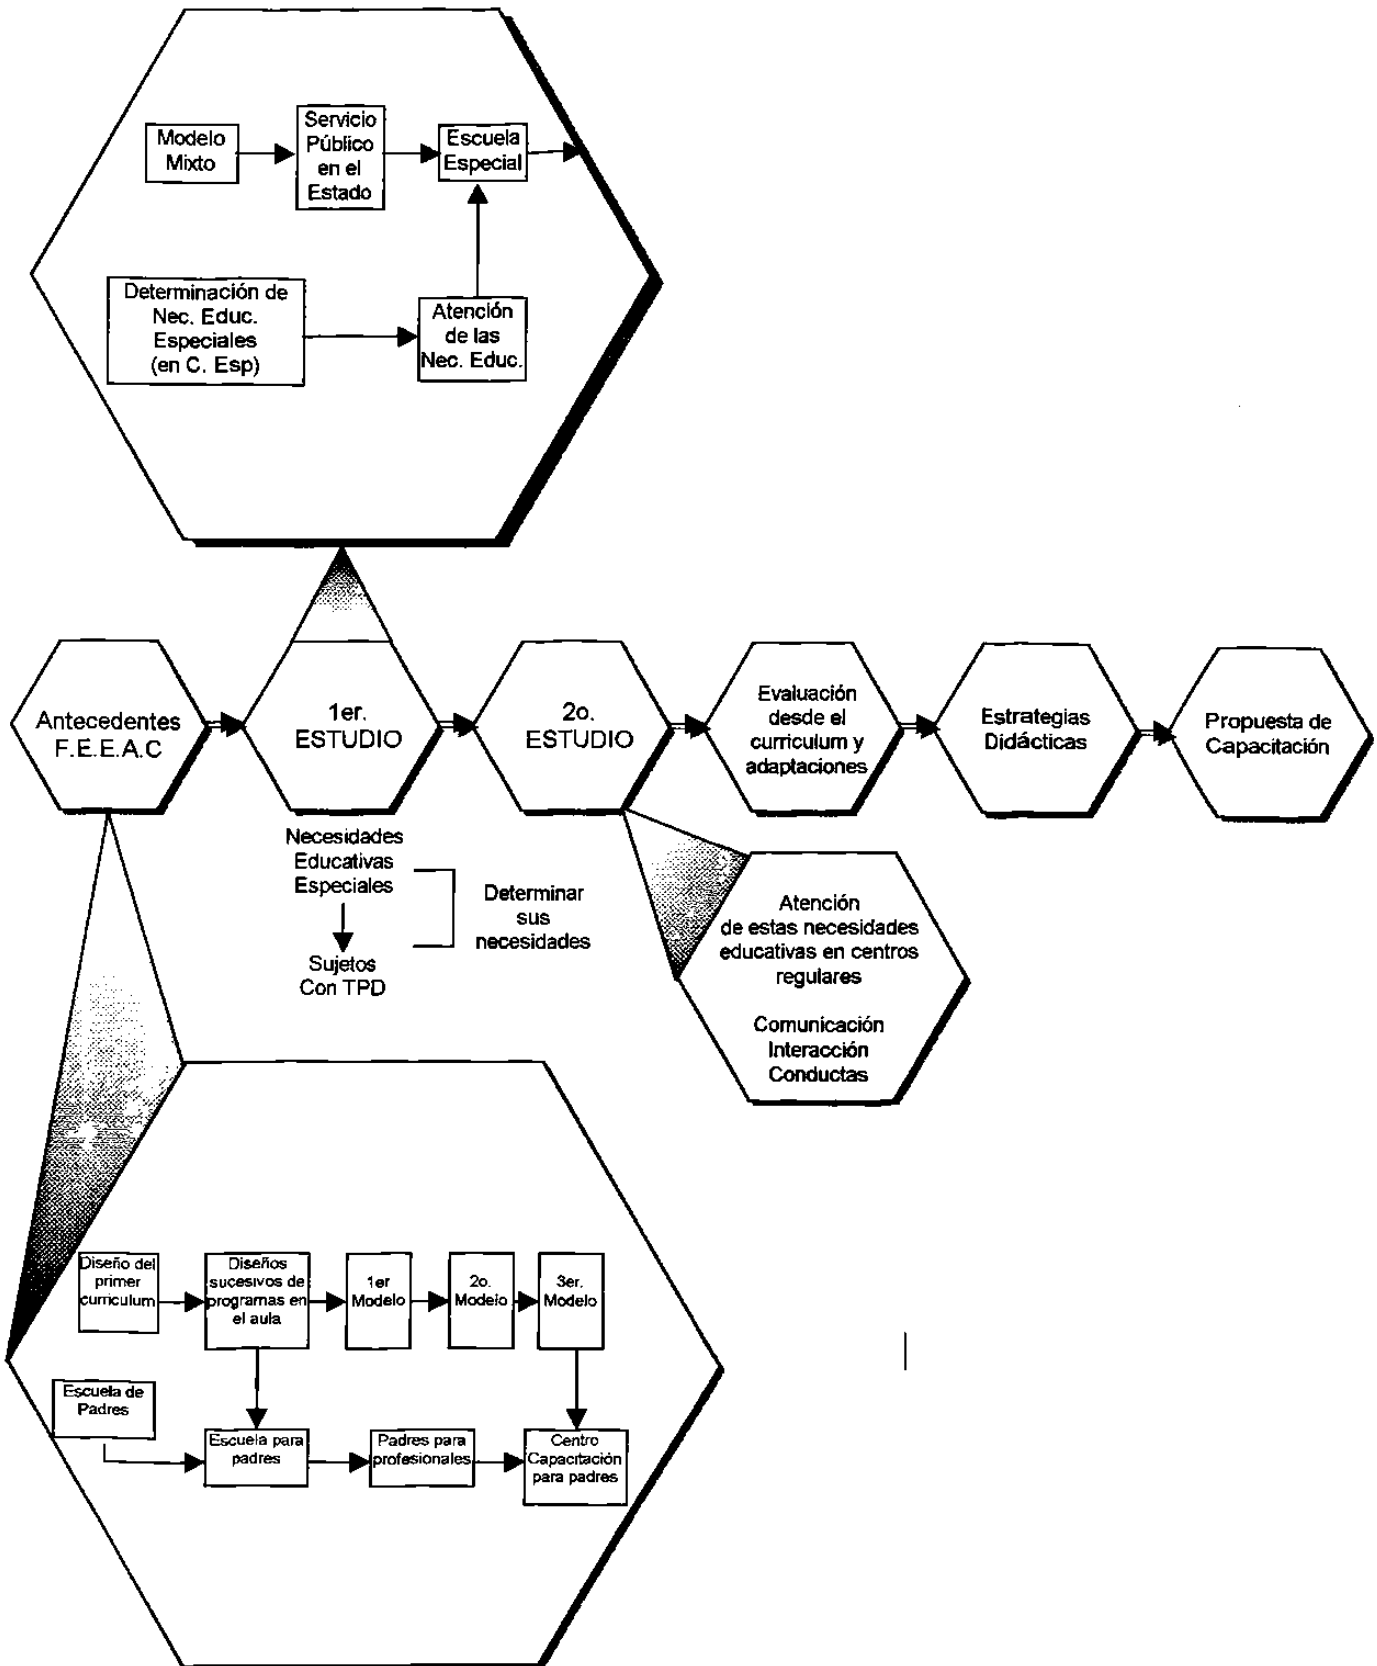 Modelo
Mixto
Servicio
Público
en el
Estado
Escuela
Especial
Determinación de
Nec. Educ.
Especiales
(en C. Esp)
Atención
de las
Nec. Educ.
Antecedentes
F.E.E.A.C
1er.
ESTUDIO
2o.
ESTUDIO
Evaluación
desde el
curriculum y
adaptaciones
Estrategias
Didácticas
Propuesta de
Capacitación
Necesidades
Educativas
Especiales
Sujetos
Con TPD
Determinar
sus
necesidades
Atención
de estas necesidades
educativas en centros
regulares
Comunicación
Interacción
Conductas
Diseño del
primer
curriculum
Diseños
sucesivos de
programas en
el aula
1er
Modelo
2o.
Modelo
3er.
Modelo
Escuela de
Padres
Escuela para
padres
Padres para
profesionales
Centro
Capacitación
para padres